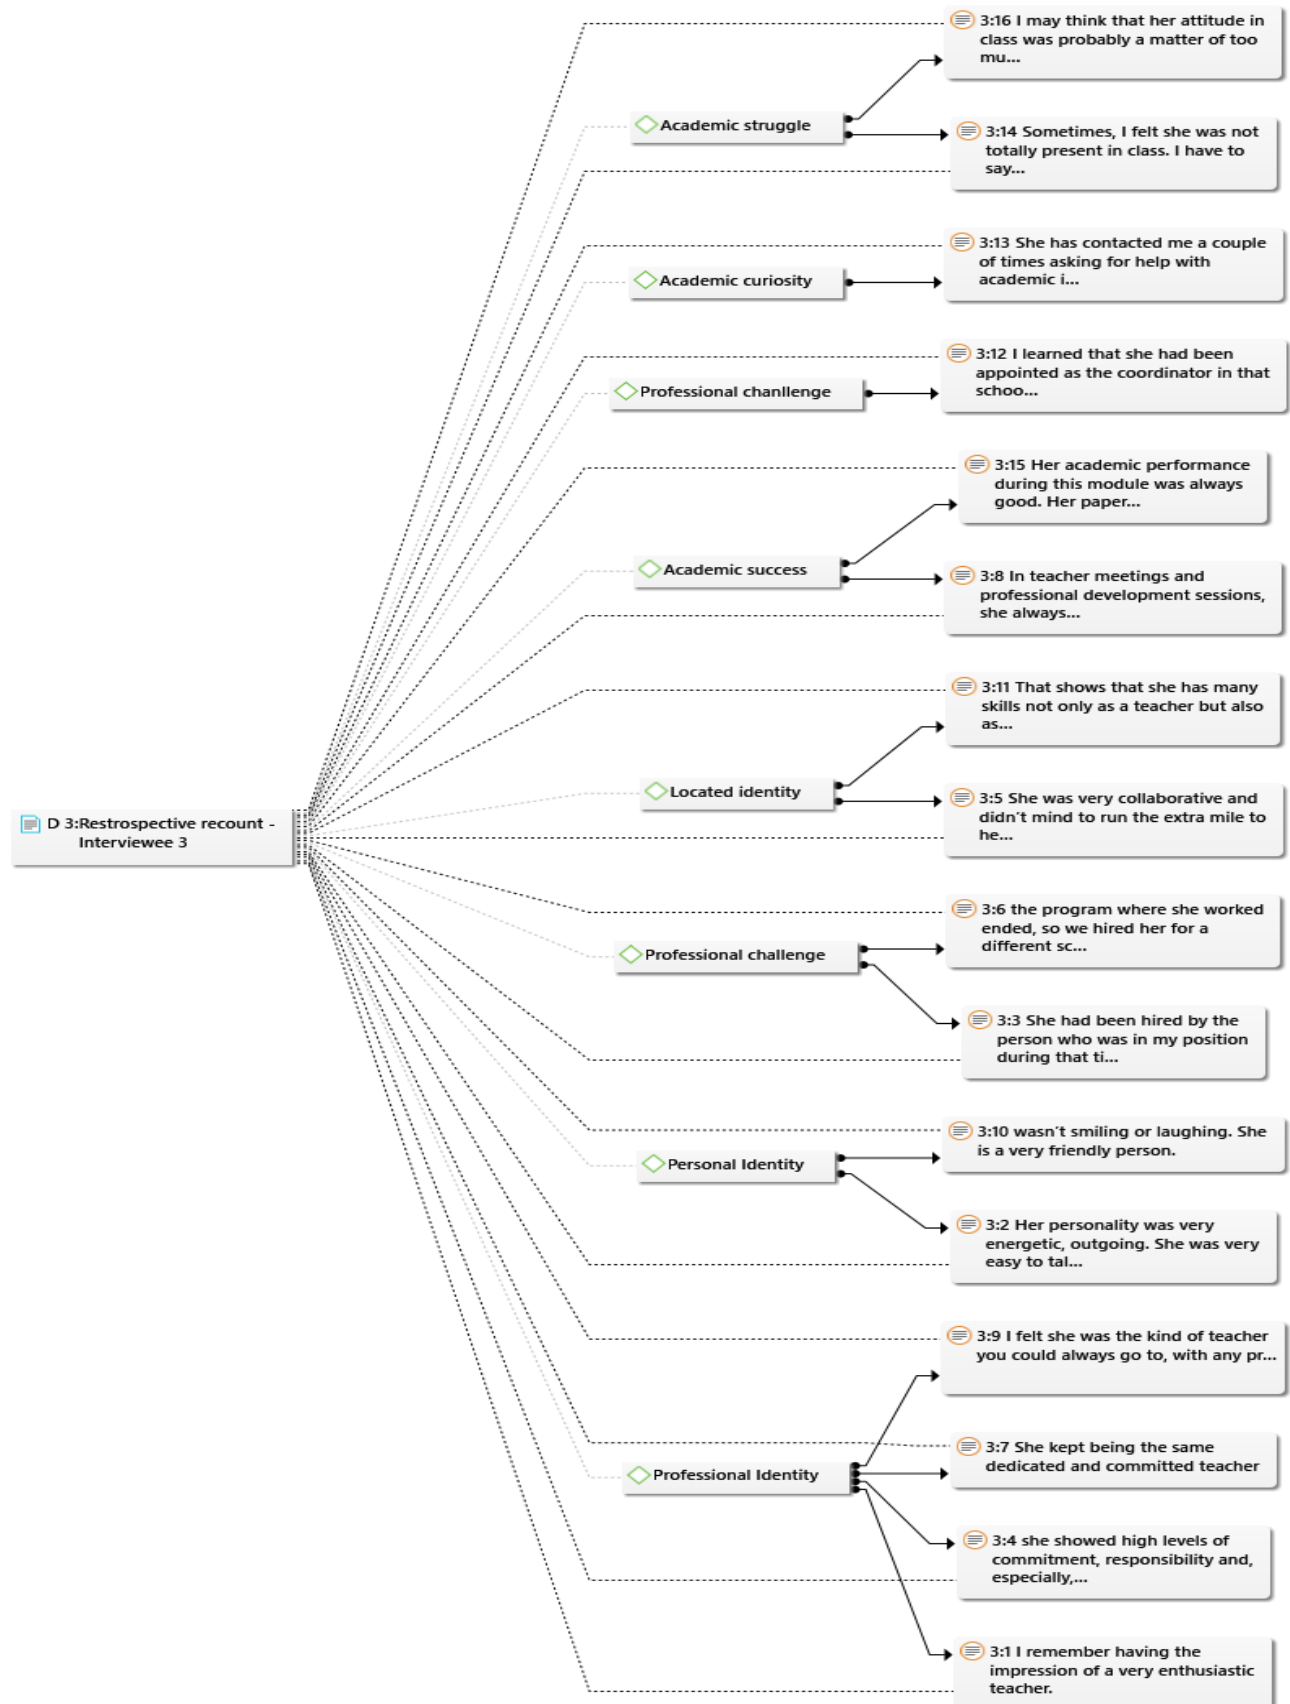 3:16 I may think that her attitude in
class was probably a matter of too
mu...
Academic struggle
3:14 Sometimes, I felt she was not
totally present in class. I have to
say...
3:13 She has contacted me a couple
of times asking for help with
academic i...
Academic curiosity
3:12 I learned that she had been
appointed as the coordinator in that
schoo...
Professional chanllenge
3:15 Her academic performance
during this module was always
good. Her paper...
Academic success
3:8 In teacher meetings and
professional development sessions,
she always...
3:11 That shows that she has many
skills not only as a teacher but also
as...
Located identity
3:5 She was very collaborative and
didn't mind to run the extra mile to
he...
D 3:Restrospective recount -
Interviewee 3
3:6 the program where she worked
ended, so we hired her for a
different sc...
Professional challenge
3:3 She had been hired by the
person who was in my position
during that ti...
3:10 wasn't smiling or laughing. She
is a very friendly person.
Personal Identity
3:2 Her personality was very
energetic, outgoing. She was very
easy to tal...
3:9 I felt she was the kind of teacher
you could always go to, with any pr...
3:7 She kept being the same
dedicated and committed teacher
Professional Identity
3:4 she showed high levels of
commitment, responsibility and,
especially,...
3:1 I remember having the
impression of a very enthusiastic
teacher.